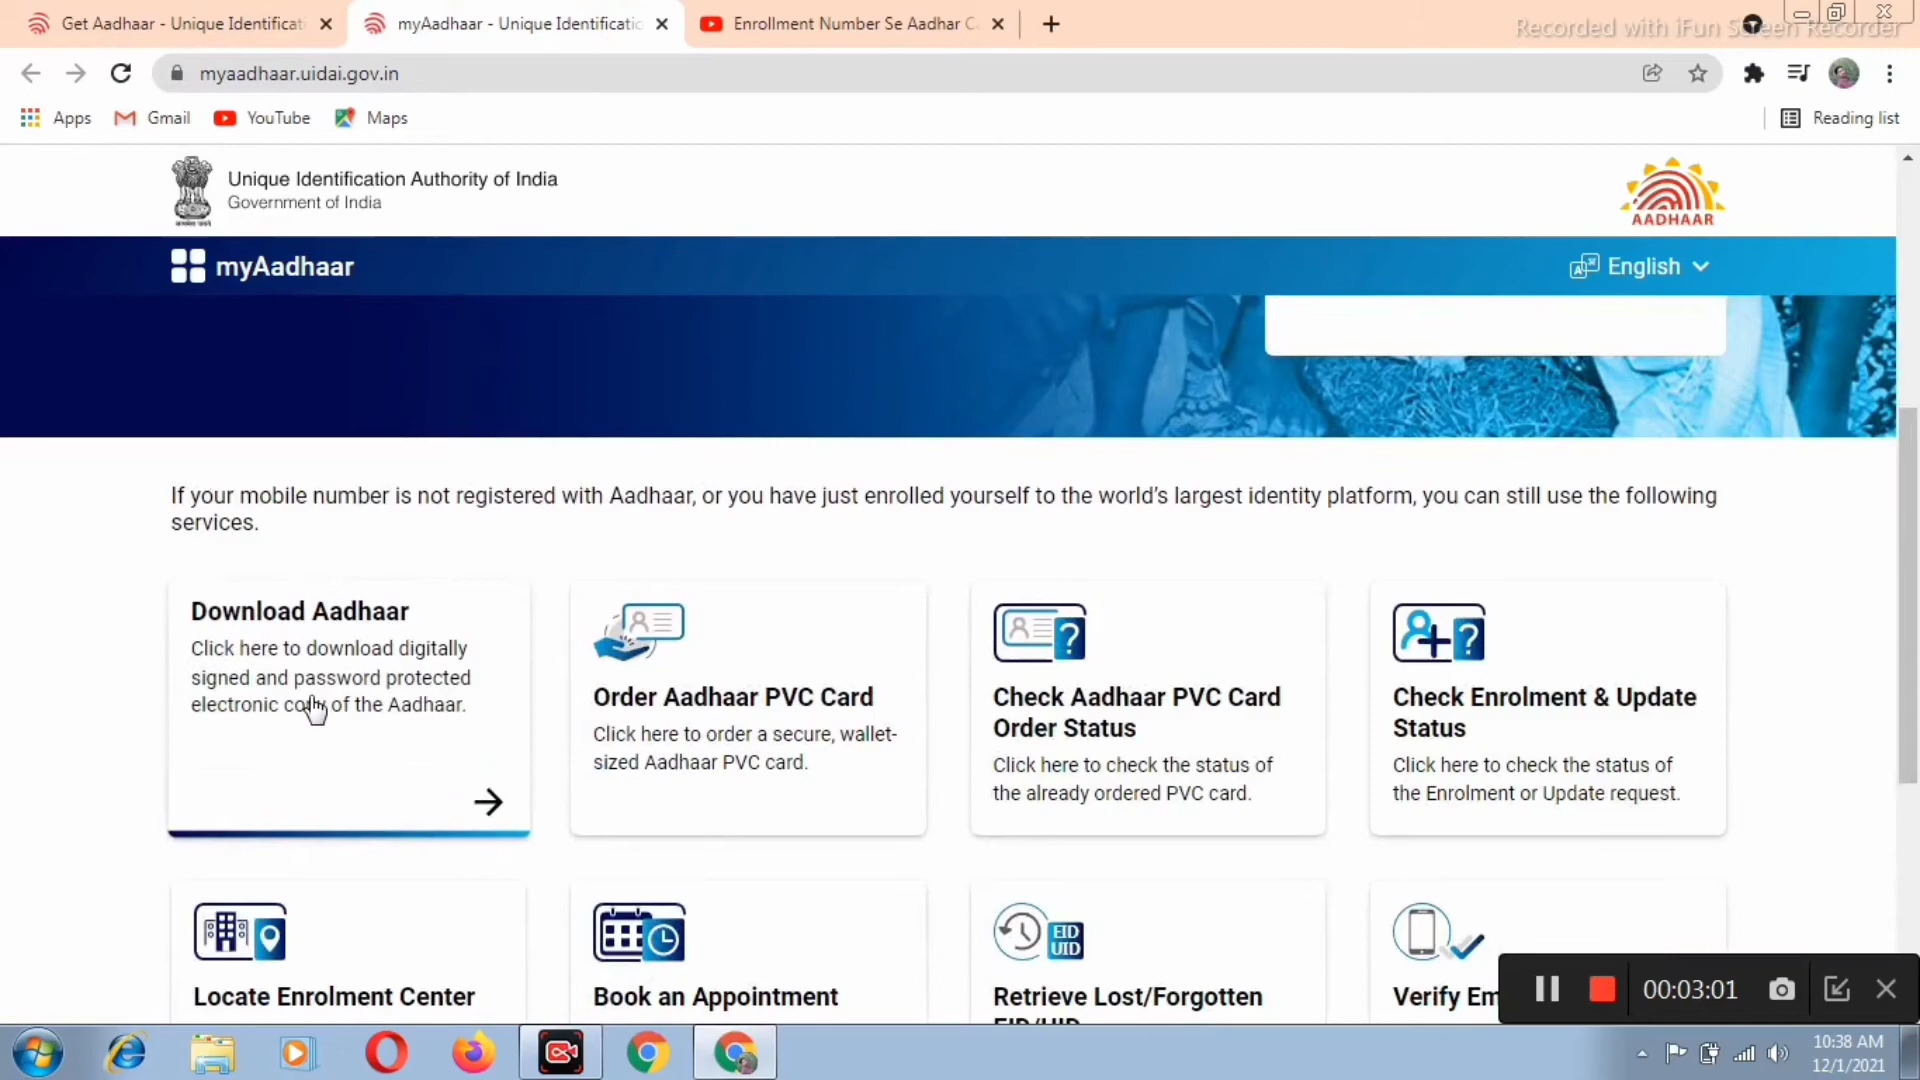 Get Aadhaar - Unique Identificati
myAadhaar - Unique Identificatio
Enrollment Number Se Aadhar C
Recorded with iFun Screen Recorder
myaadhaar.uidai.gov.in
Apps
Gmail
YouTube
Maps
Reading list
Unique Identification Authority of India
Government of India
AADHAAR
myAadhaar
English
If your mobile number is not registered with Aadhaar, or you have just enrolled yourself to the world's largest identity platform, you can still use the following
services.
Download Aadhaar
Click here to download digitally
signed and password protected
electronic copy of the Aadhaar.
Order Aadhaar PVC Card
Click here to order a secure, wallet-
sized Aadhaar PVC card.
Check Aadhaar PVC Card
Order Status
Click here to check the status of
the already ordered PVC card.
Check Enrolment & Update
Status
Click here to check the status of
the Enrolment or Update request.
Locate Enrolment Center
Book an Appointment
EID
UID
Retrieve Lost/Forgotten
EID/UID
Verify Em
00:03:01
10:38 AM
12/1/2021